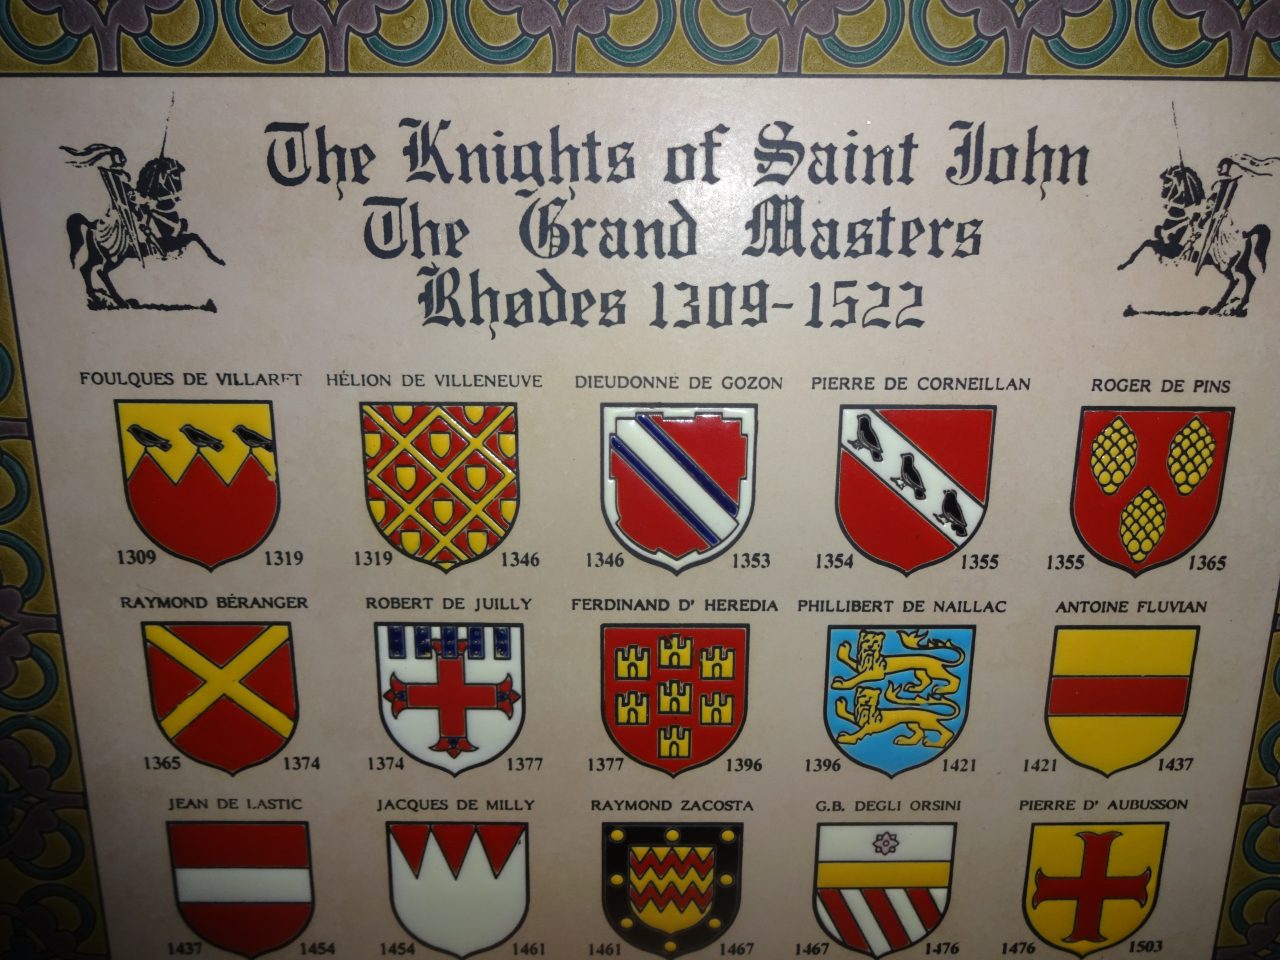 The Knights of Saint John
The Grand Masters
Rhodes 1309-1522
FOULQUES DE VILLARET HÉLION DE VILLENEUVE DIEUDONNÉ DE GOZON PIERRE DE CORNEILLAN ROGER DE PINS
1309 1319 1319 1346 1346 1353 1354 1355 1355 1365
RAYMOND BÉRANGER ROBERT DE JUILLY FERDINAND D' HEREDIA PHILLIBERT DE NAILLAC ANTOINE FLUVIAN
1365 1374 1374 1377 1377 1396 1396 1421 1421 1437
JEAN DE LASTIC JACQUES DE MILLY RAYMOND ZACOSTA G.B. DEGLI ORSINI PIERRE D' AUBUSSON
1437 1454 1454 1461 1461 1467 1467 1476 1476 1503